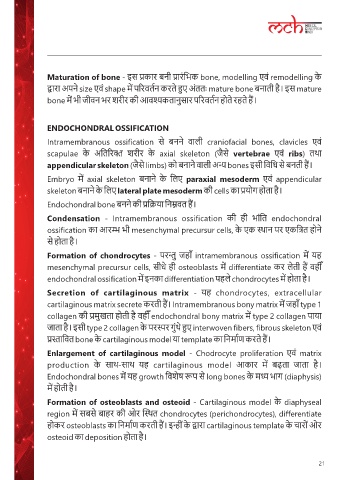 mch
Maturation of bone - इस प्रकार बनी प्रारंभिक bone, modelling एवं remodelling के
द्वारा अपने size एवं shape में परिवर्तन करते हुए अंततः mature bone बनाती है। इस mature
bone में भी जीवन भर शरीर की आवश्यकतानुसार परिवर्तन होते रहते हैं।
ENDOCHONDRAL OSSIFICATION
Intramembranous ossification से बनने वाली craniofacial bones, clavicles एवं
scapulae के अतिरिक्त शरीर के axial skeleton (जैसे vertebrae एवं ribs) तथा
appendicular skeleton (जैसे limbs) को बनाने वाली अन्य bones इसी विधि से बनती हैं।
Embryo में axial skeleton बनाने के लिए paraxial mesoderm एवं appendicular
skeleton बनाने के लिए lateral plate mesoderm की cells का प्रयोग होता है।
Endochondral bone बनने की प्रक्रिया निम्नवत हैं।
Condensation - Intramembranous ossification की ही भांति endochondral
ossification का आरम्भ भी mesenchymal precursor cells, के एक स्थान पर एकत्रित होने
से होता है।
Formation of chondrocytes - परन्तु जहाँ intramembranous ossification में यह
mesenchymal precursor cells, सीधे ही osteoblasts में differentiate कर लेती हैं वहीं
endochondral ossification में इनका differentiation पहले chondrocytes में होता है।
Secretion of cartilaginous matrix - यह chondrocytes, extracellular
cartilaginous matrix secrete करती हैं। Intramembranous bony matrix में जहाँ type 1
collagen की प्रमुखता होती है वहीं endochondral bony matrix में type 2 collagen पाया
जाता है। इसी type 2 collagen के परस्पर गुंथे हुए interwoven fibers, fibrous skeleton एवं
प्रस्तावित bone के cartilaginous model या template का निर्माण करते हैं।
Enlargement of cartilaginous model - Chodrocyte proliferation एवं matrix
production के साथ-साथ यह cartilaginous model आकार में बढ़ता जाता है।
Endochondral bones में यह growth विशेष रूप से long bones के मध्य भाग (diaphysis)
में होती है।
Formation of osteoblasts and osteoid - Cartilaginous model के diaphyseal
region में सबसे बाहर की ओर स्थित chondrocytes (perichondrocytes), differentiate
होकर osteoblasts का निर्माण करती हैं। इन्हीं के द्वारा cartilaginous template के चारों ओर
osteoid का deposition होता है।
21